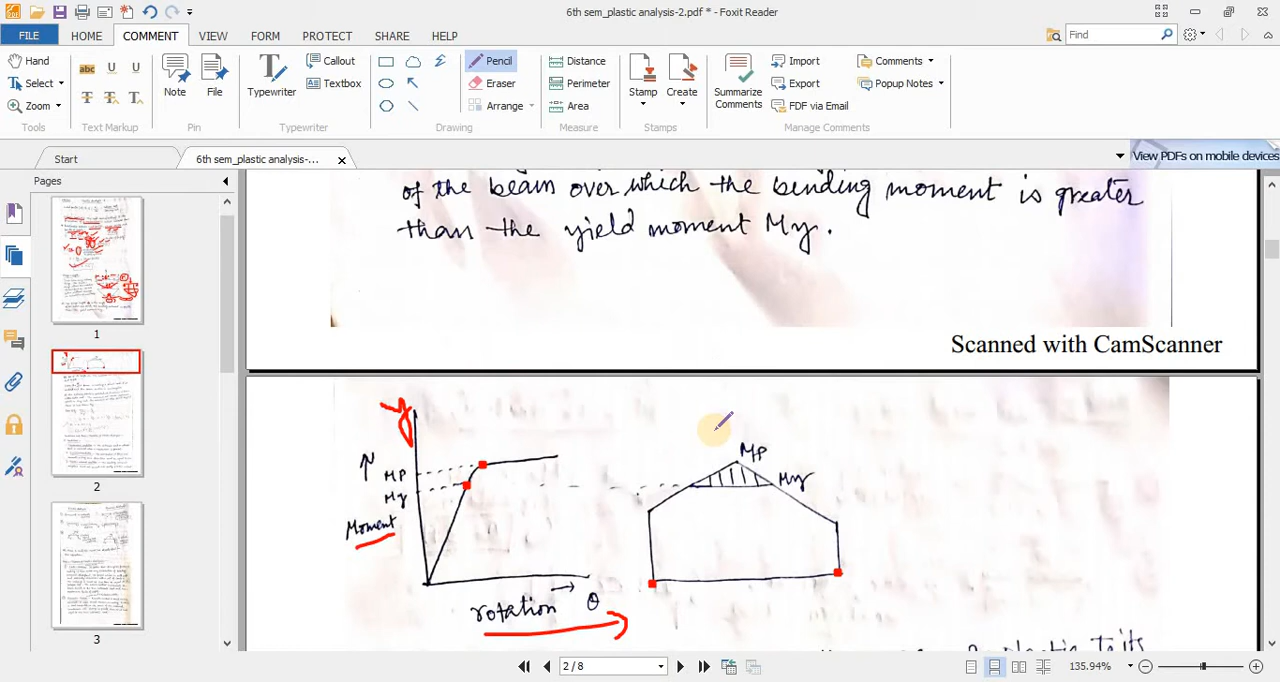 6th sem_plastic analysis-2.pdf * - Foxit Reader
FILE HOME COMMENT VIEW FORM PROTECT SHARE HELP
Find
Hand
Select
Zoom
Tools
abc U U
T T T
Text Markup
Note
File
Pin
Typewriter
Callout
Textbox
Typewriter
Pencil
Eraser
Arrange
Drawing
Distance
Perimeter
Area
Measure
Stamp
Create
Stamps
Summarize
Comments
Import
Export
FDF via Email
Comments
Popup Notes
Manage Comments
Start
6th sem_plastic analysis-...
View PDFs on mobile devices
Pages
1
2
3
of the beam over which the bending moment is greater
than the yield moment My.
Scanned with CamScanner
y
MP
My
Moment
rotation θ
MP
My
2 / 8
135.94%